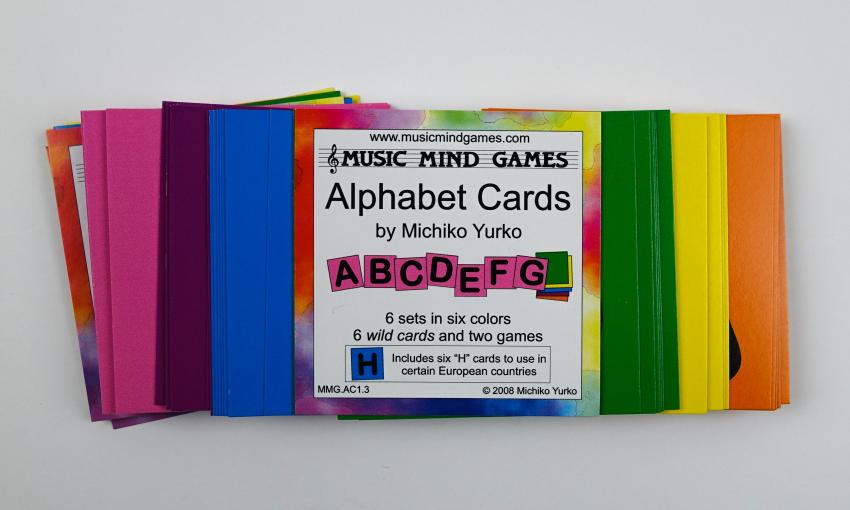 www.musicmindgames.com
MUSIC MIND GAMES
Alphabet Cards
by Michiko Yurko
ABCDEFG
6 sets in six colors
6 wild cards and two games
H
Includes six “H” cards to use in
certain European countries
MMG.AC1.3
© 2008 Michiko Yurko